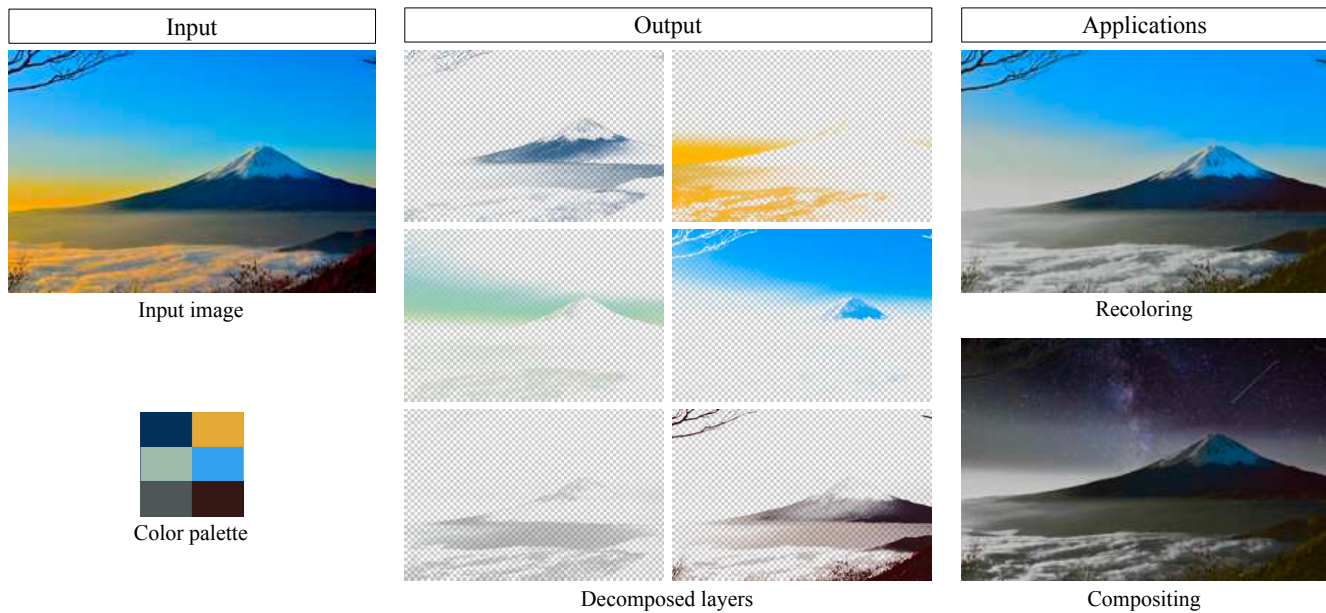 Input
Output
Applications
Input image
Recoloring
Color palette
Decomposed layers
Compositing